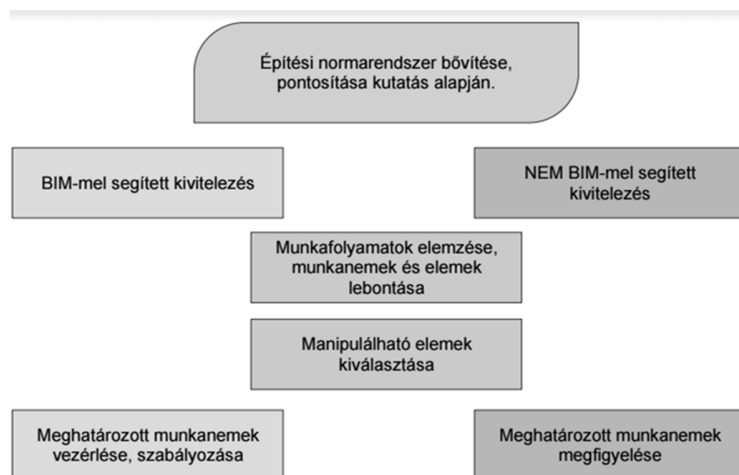 Építési normarendszer bővítése,
pontosítása kutatás alapján.
BIM-mel segített kivitelezés
NEM BIM-mel segített
kivitelezés
Munkafolyamatok elemzése,
munkanemek és elemek
lebontása
Manipulálható elemek
kiválasztása
Meghatározott munkanemek
vezérlése, szabályozása
Meghatározott munkanemek
megfigyelése